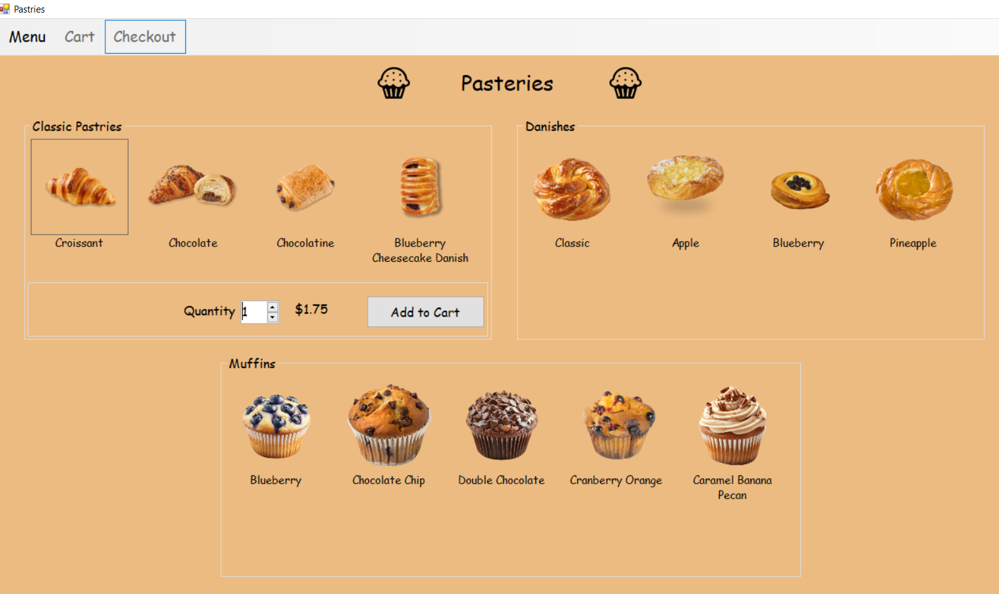 Pastries
Menu Cart Checkout
Pasteries
Classic Pastries
Croissant Chocolate Chocolatine Blueberry
Cheesecake Danish
Quantity 1 $1.75 Add to Cart
Danishes
Classic Apple Blueberry Pineapple
Muffins
Blueberry Chocolate Chip Double Chocolate Cranberry Orange Caramel Banana
Pecan